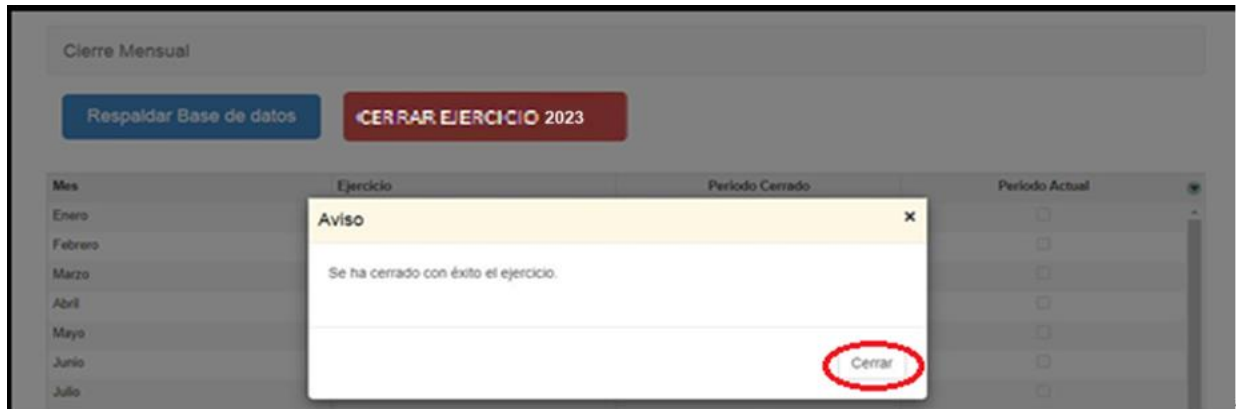 Cierre Mensual
Respaldar Base de datos CERRAR EJERCICIO 2023
Mes Ejercicio Periodo Cerrado Periodo Actual
Enero
Febrero
Marzo
Abril
Mayo
Junio
Julio
Aviso ×
Se ha cerrado con éxito el ejercicio.
Cerrar